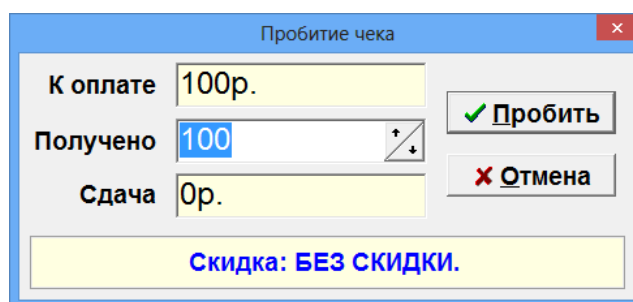 Пробитие чека
К оплате 100р.
Пробить
Получено 100
Отмена
Сдача 0р.
Скидка: БЕЗ СКИДКИ.